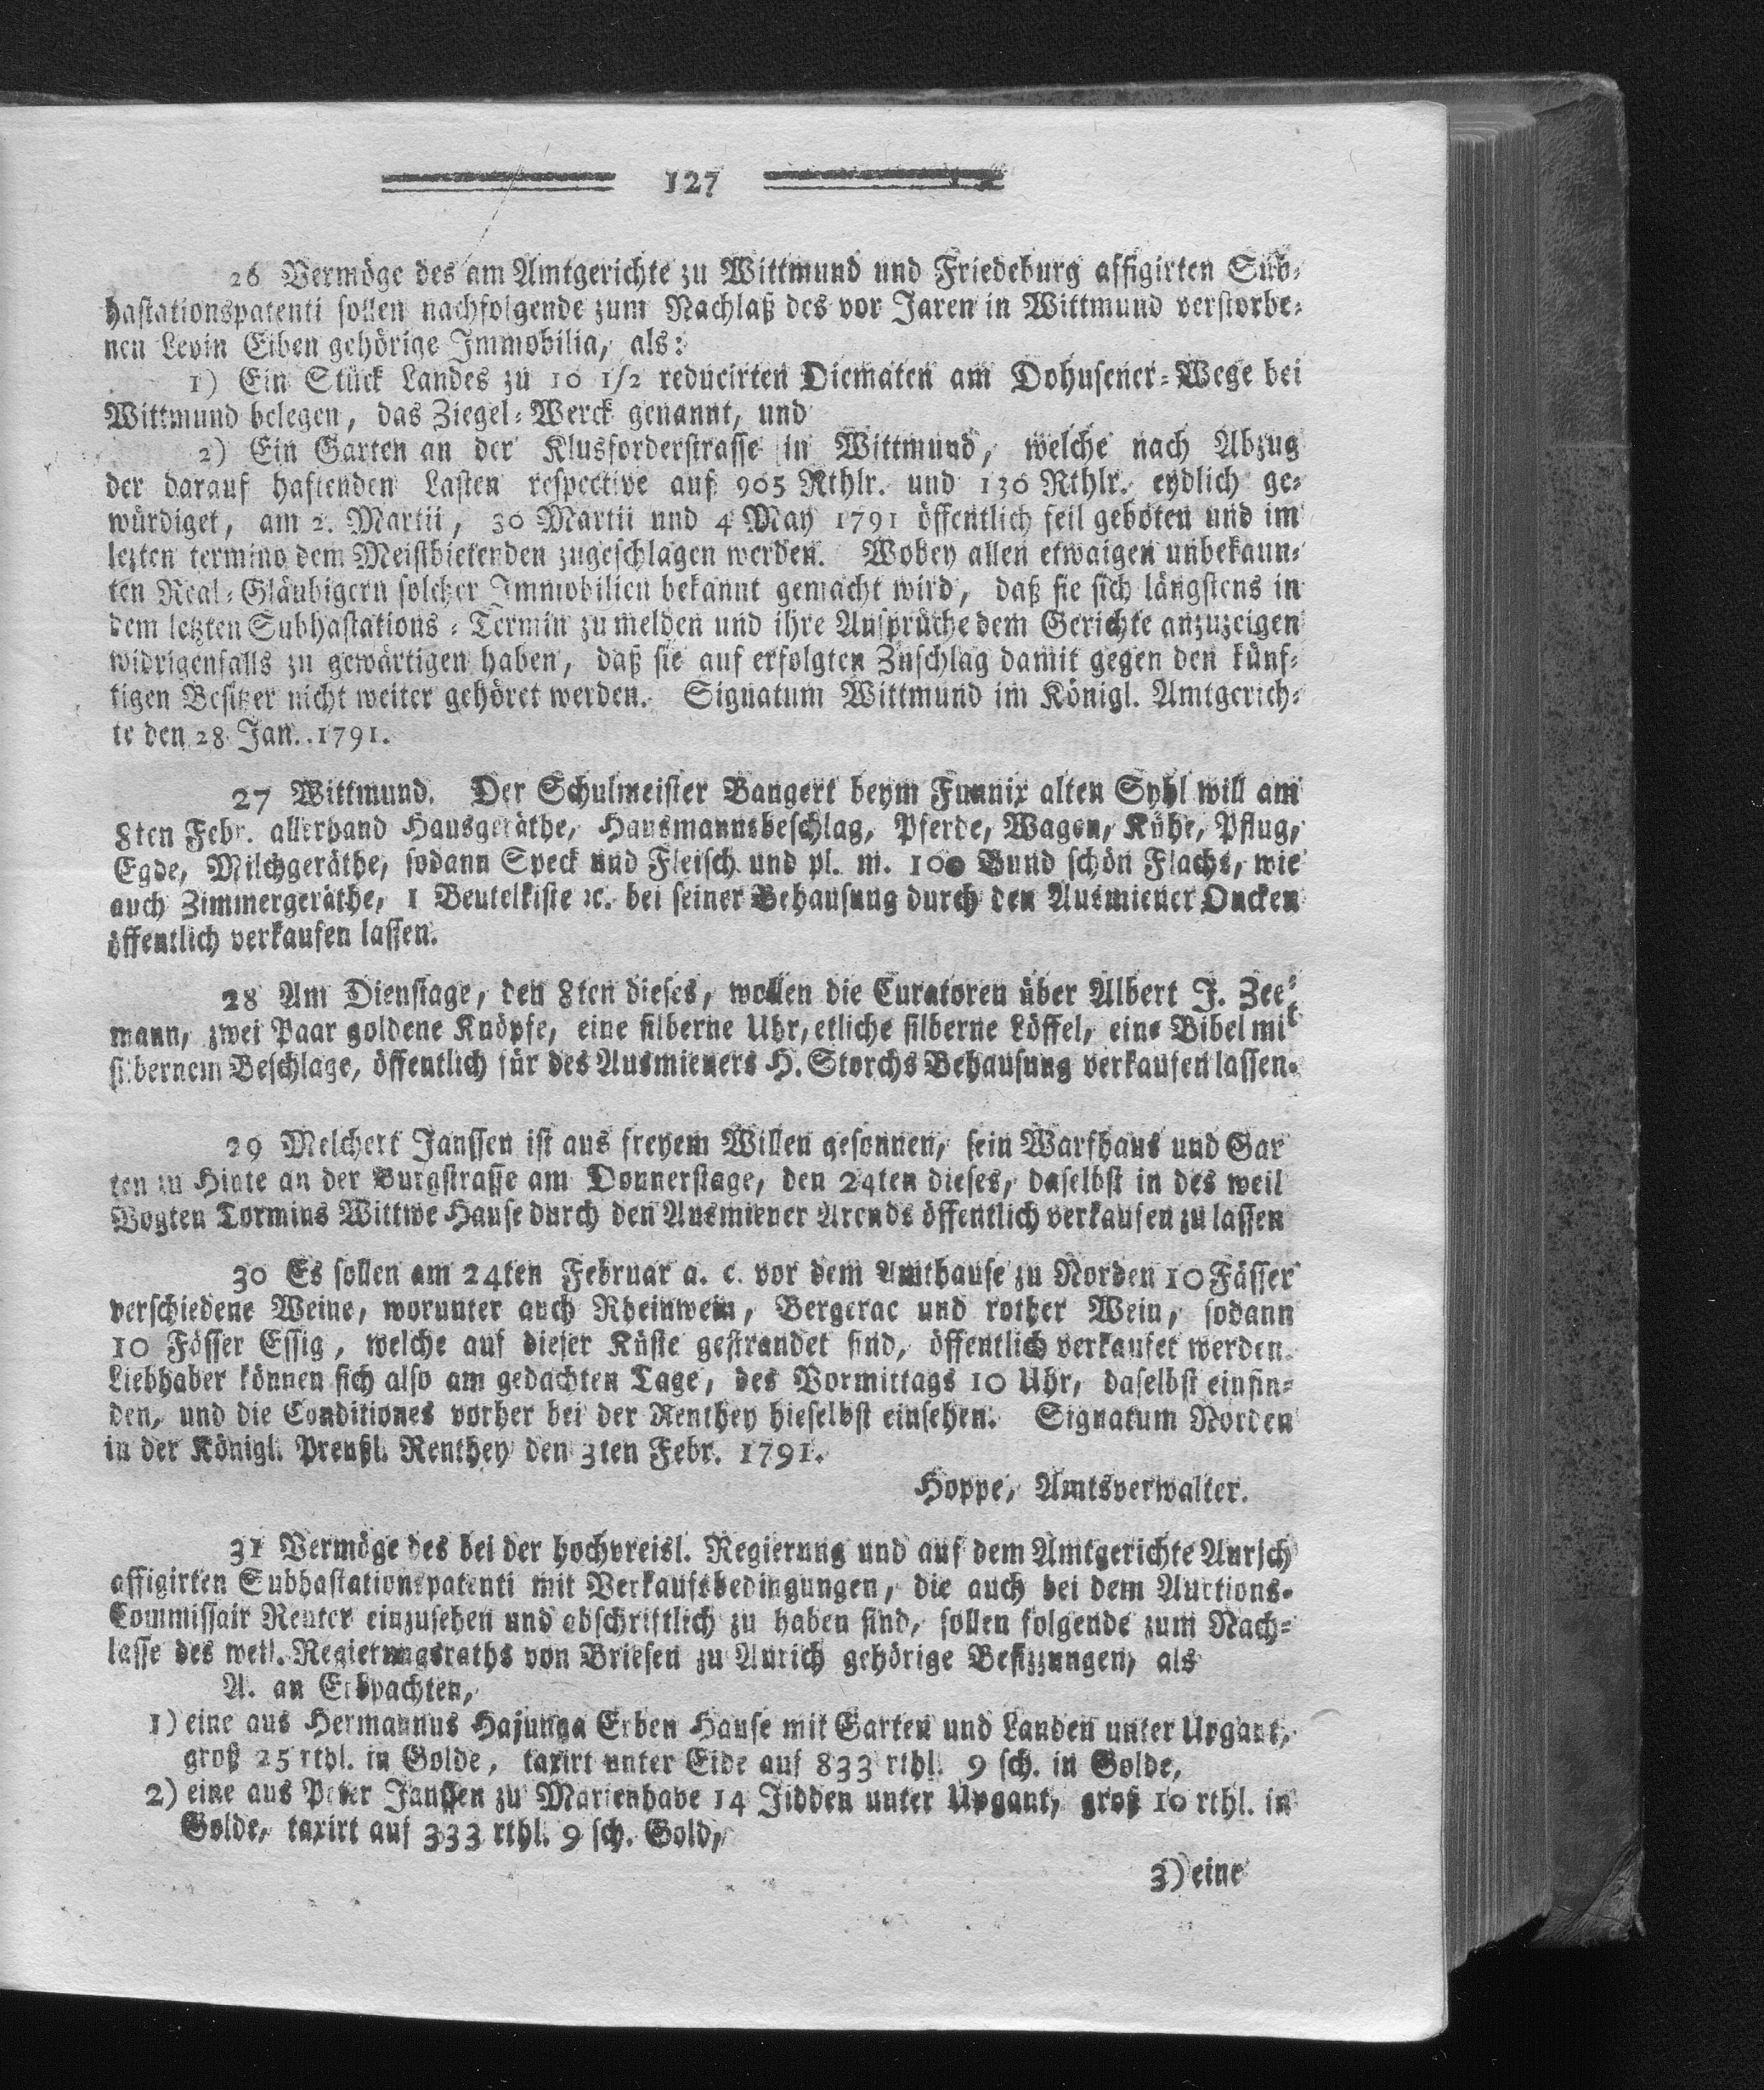 127
26 Vermöge des am Amtgerichte zu Wittmund und Friedeburg affigirten Sub-
hastationspatenti sollen nachfolgende zum Nachlaß des vor Jaren in Wittmund verstorbe-
nen Levin Eiben gehörige Immobilia, als:
1) Ein Stück Landes zu 10 1/2 reducirten Diematen am Dohusener-Wege bei
Wittmund belegen, das Ziegel-Werck genannt, und
2) Ein Garten an der Klusforderstrasse in Wittmund, welche nach Abzug
der darauf haftenden Lasten respective auf 905 Rthlr. und 130 Rthlr. eydlich ge-
würdiget, am 2. Martii, 30 Martii und 4 May 1791 öffentlich feil geboten und im
lezten termino dem Meistbietenden zugeschlagen werden. Wobey allen etwaigen unbekann-
ten Real-Gläubigern solcher Immobilien bekannt gemacht wird, daß sie sich längstens in
dem letzten Subhastations-Termin zu melden und ihre Ansprüche dem Gerichte anzuzeigen
widrigenfalls zu gewärtigen haben, daß sie auf erfolgten Zuschlag damit gegen den künf-
tigen Besitzer nicht weiter gehöret werden. Signatum Wittmund im Königl. Amtgerich-
te den 28 Jan. 1791.
27 Wittmund. Der Schulmeister Bangert beym Funnix alten Syhl will am
8ten Febr. allerhand Hausgeräthe, Hausmannsbeschlag, Pferde, Wagen, Kühe, Pflug,
Egde, Milchgeräthe, sodann Speck und Fleisch und pl. m. 100 Bund schön Flachs, wie
auch Zimmergeräthe, 1 Beutelkiste ꝛc. bei seiner Behausung durch den Ausmiener Oncken
öffentlich verkaufen lassen.
28 Am Dienstage, den 8ten dieses, wollen die Curatoren über Albert J. Zee-
mann, zwei Paar goldene Knöpfe, eine silberne Uhr, etliche silberne Löffel, eine Bibel mit
silbernem Beschlage, öffentlich für des Ausmieners H. Storchs Behausung verkaufen lassen.
29 Melchert Janssen ist aus freyem Willen gesonnen, sein Warfhaus und Gar
ten zu Hinte an der Burgstrasse am Donnerstage, den 24ten dieses, daselbst in des weil
Vogten Tormins Wittwe Hause durch den Ausmiener Arends öffentlich verkaufen zu lassen
30 Es sollen am 24ten Februar a. c. vor dem Amthause zu Norden 10 Fässer
verschiedene Weine, worunter auch Rheinwein, Bergerac und rother Wein, sodann
10 Fösser Essig, welche auf dieser Küste gestrandet sind, öffentlich verkaufet werden.
Liebhaber können sich also am gedachten Tage, des Vormittags 10 Uhr, daselbst einfin-
den, und die Conditiones vorher bei der Renthey hieselbst einsehen. Signatum Norden
in der Königl. Preußl. Renthey den 3ten Febr. 1791.
Hoppe, Amtsverwalter.
31 Vermöge des bei der hochpreisl. Regierung und auf dem Amtgerichte Aurich
affigirten Subhastationspatenti mit Verkaufsbedingungen, die auch bei dem Auctions-
Commissair Reuter einzusehen und abschriftlich zu haben sind, sollen folgende zum Nach-
lasse des weil. Regierungsraths von Briesen zu Aurich gehörige Besizzungen, als
A. an Erbpachten,
1) eine aus Hermannus Hajunga Erben Hause mit Garten und Landen unter Upgant,
groß 25 rthl. in Golde, taxirt unter Eide auf 833 rthl. 9 sch. in Golde,
2) eine aus Peter Janssen zu Marienhave 14 Jidden unter Upgant, groß 10 rthl. in
Golde, taxirt auf 333 rthl. 9 sch. Gold,
3) eine